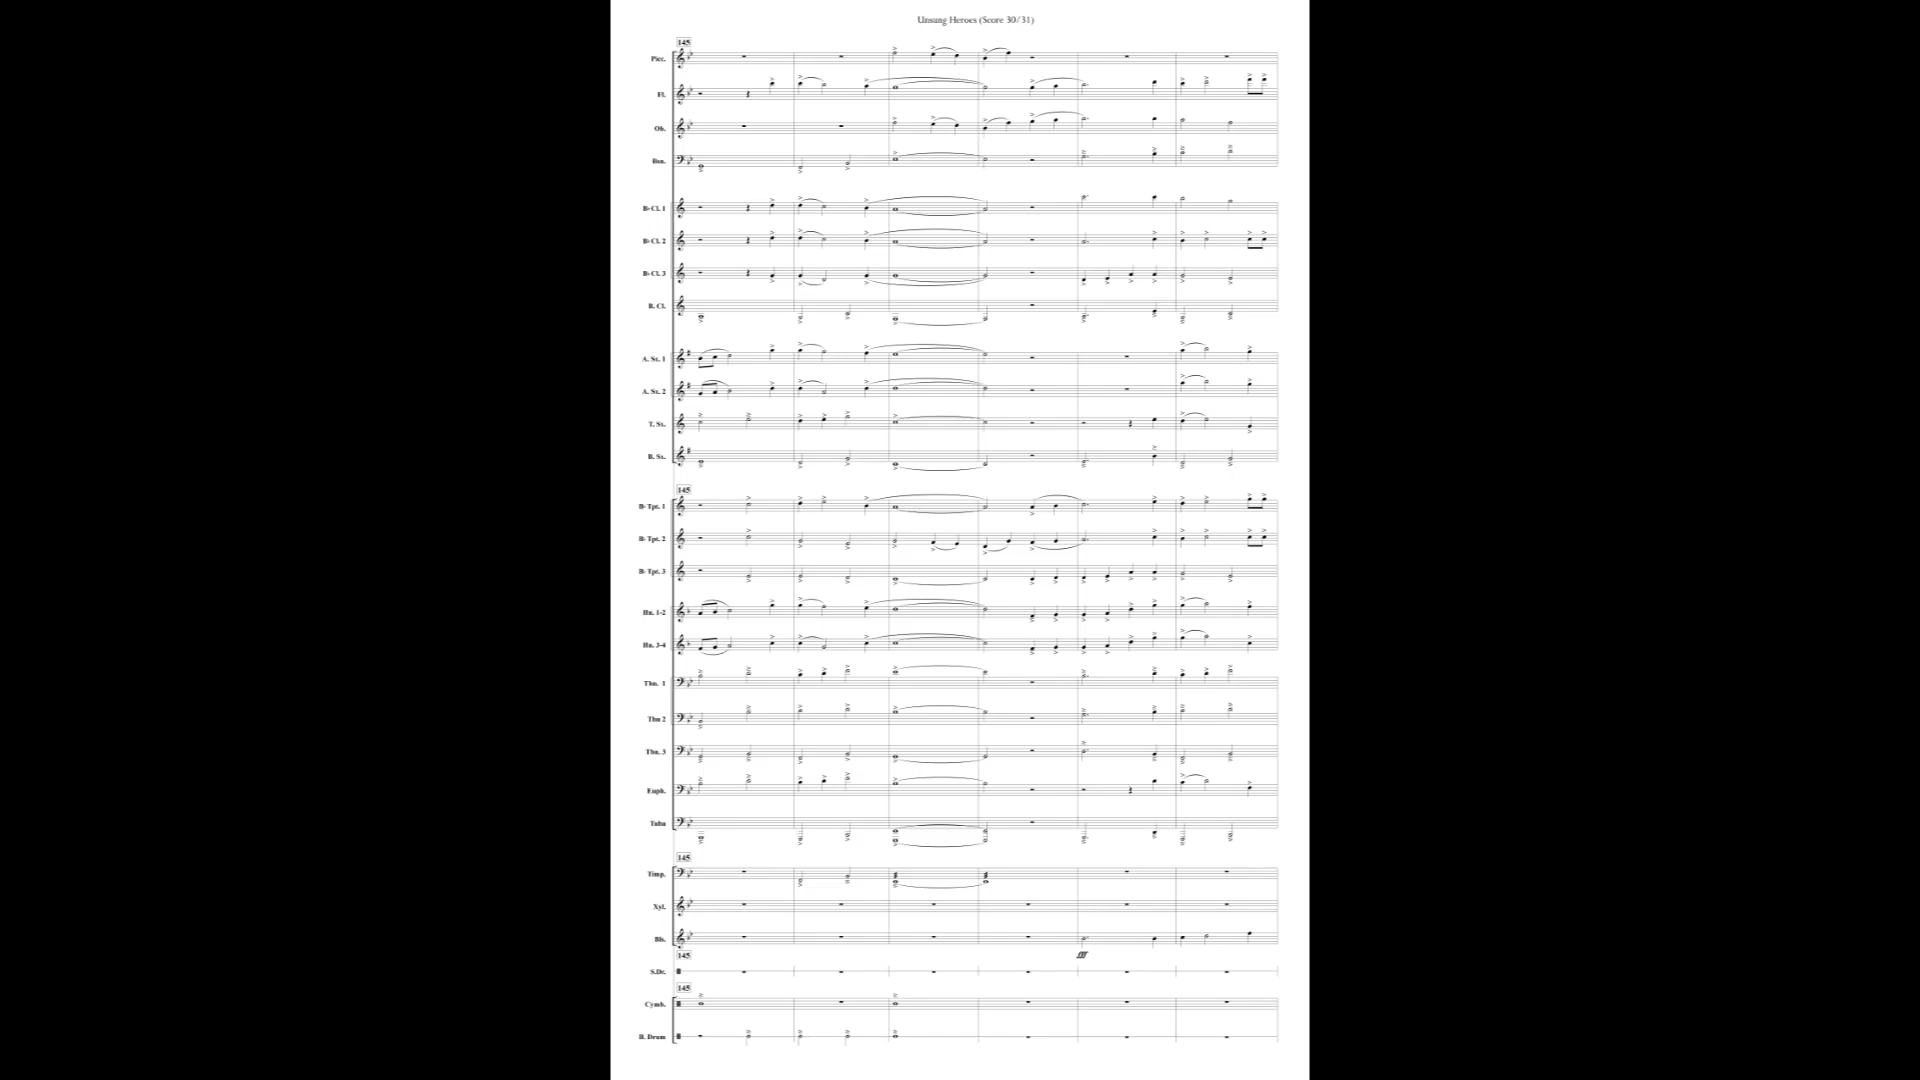 Unsung Heroes (Score 30/31)
145
Picc.
Fl.
Ob.
Bsn.
B♭ Cl. 1
B♭ Cl. 2
B♭ Cl. 3
B. Cl.
A. Sx. 1
A. Sx. 2
T. Sx.
B. Sx.
145
B♭ Tpt. 1
B♭ Tpt. 2
B♭ Tpt. 3
Hn. 1-2
Hn. 3-4
Tbn. 1
Tbn 2
Tbn. 3
Euph.
Tuba
145
Timp.
Xyl.
Bls.
fff
145
S.Dr.
145
Cymb.
B. Drum